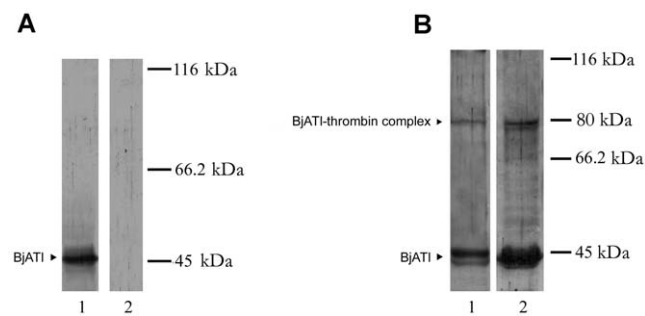 A
B
116 kDa
116 kDa
BjATI-thrombin complex
80 kDa
66.2 kDa
66.2 kDa
BjATI
45 kDa
BjATI
45 kDa
1 2
1 2